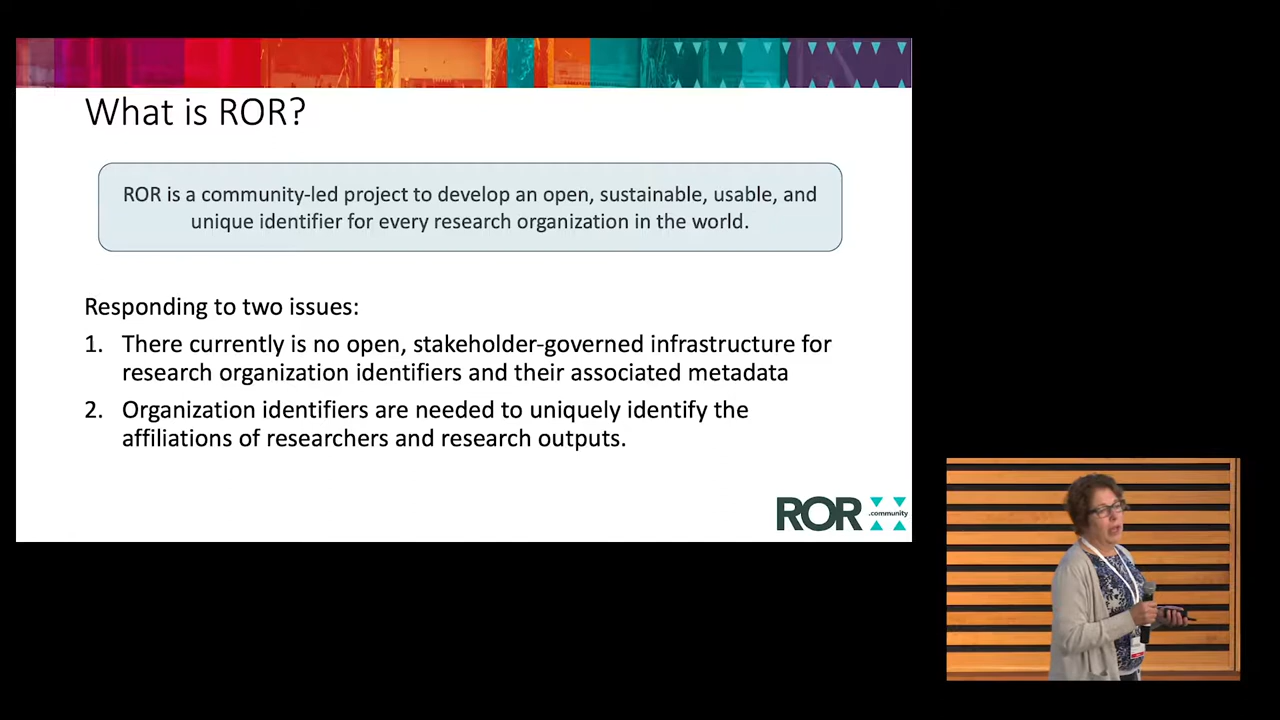 What is ROR?
ROR is a community-led project to develop an open, sustainable, usable, and
unique identifier for every research organization in the world.
Responding to two issues:
1. There currently is no open, stakeholder-governed infrastructure for
research organization identifiers and their associated metadata
2. Organization identifiers are needed to uniquely identify the
affiliations of researchers and research outputs.
ROR .community